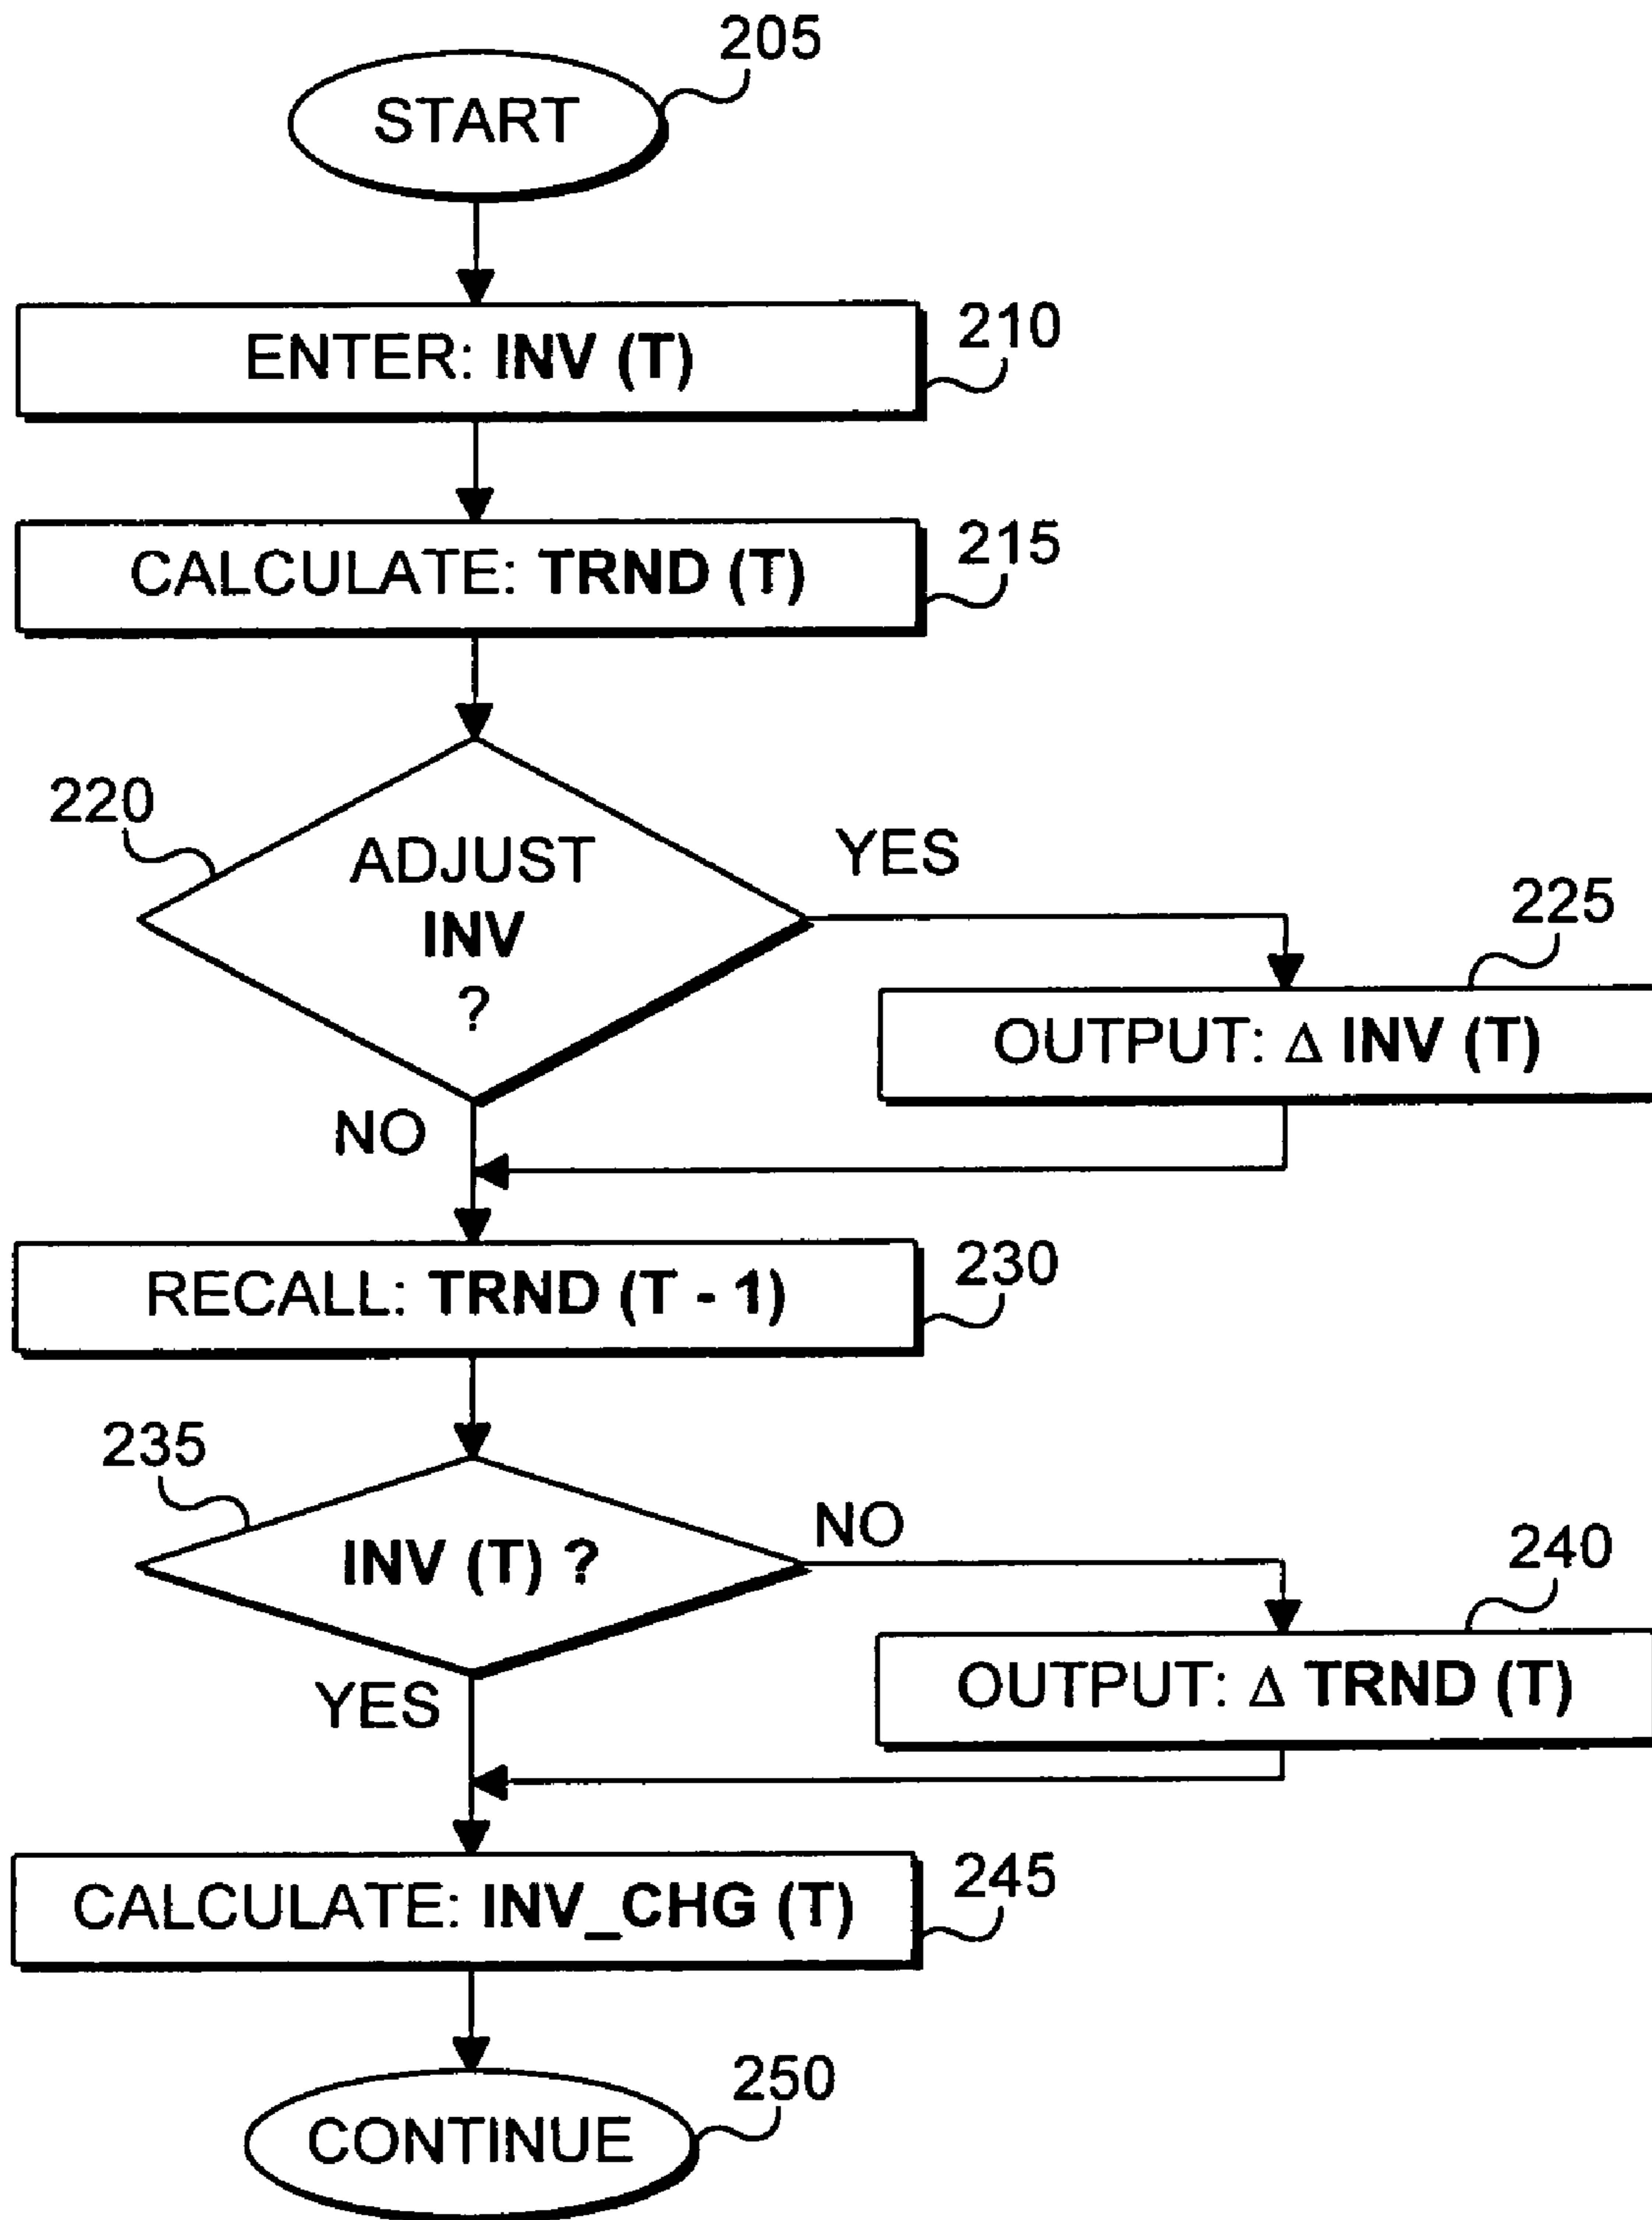 205
START
ENTER: INV (T)
210
CALCULATE: TRND (T)
215
220
ADJUST
INV
?
YES
225
OUTPUT: Δ INV (T)
NO
RECALL: TRND (T - 1)
230
235
INV (T) ?
NO
240
OUTPUT: Δ TRND (T)
YES
CALCULATE: INV_CHG (T)
245
CONTINUE
250